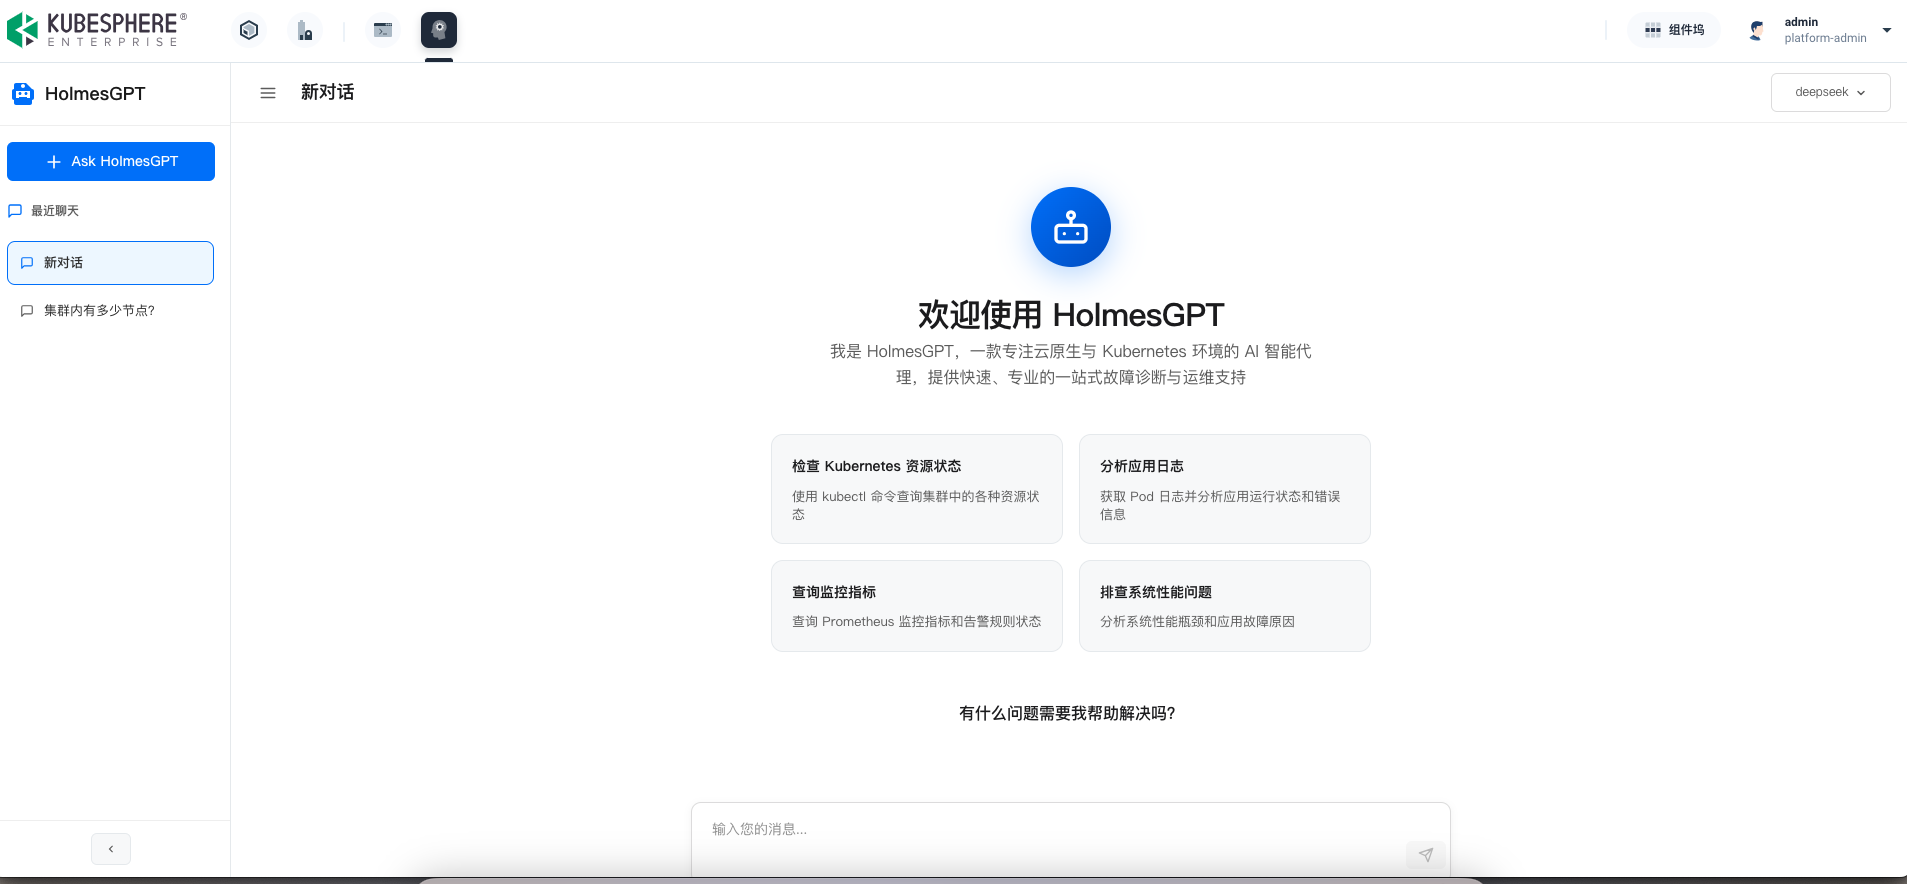 KUBESPHERE®
ENTERPRISE
组件坞
admin
platform-admin
HolmesGPT
新对话
deepseek
Ask HolmesGPT
最近聊天
新对话
集群内有多少节点?
欢迎使用 HolmesGPT
我是 HolmesGPT，一款专注云原生与 Kubernetes 环境的 AI 智能代
理，提供快速、专业的一站式故障诊断与运维支持
检查 Kubernetes 资源状态
使用 kubectl 命令查询集群中的各种资源状
态
分析应用日志
获取 Pod 日志并分析应用运行状态和错误
信息
查询监控指标
查询 Prometheus 监控指标和告警规则状态
排查系统性能问题
分析系统性能瓶颈和应用故障原因
有什么问题需要我帮助解决吗?
输入您的消息...